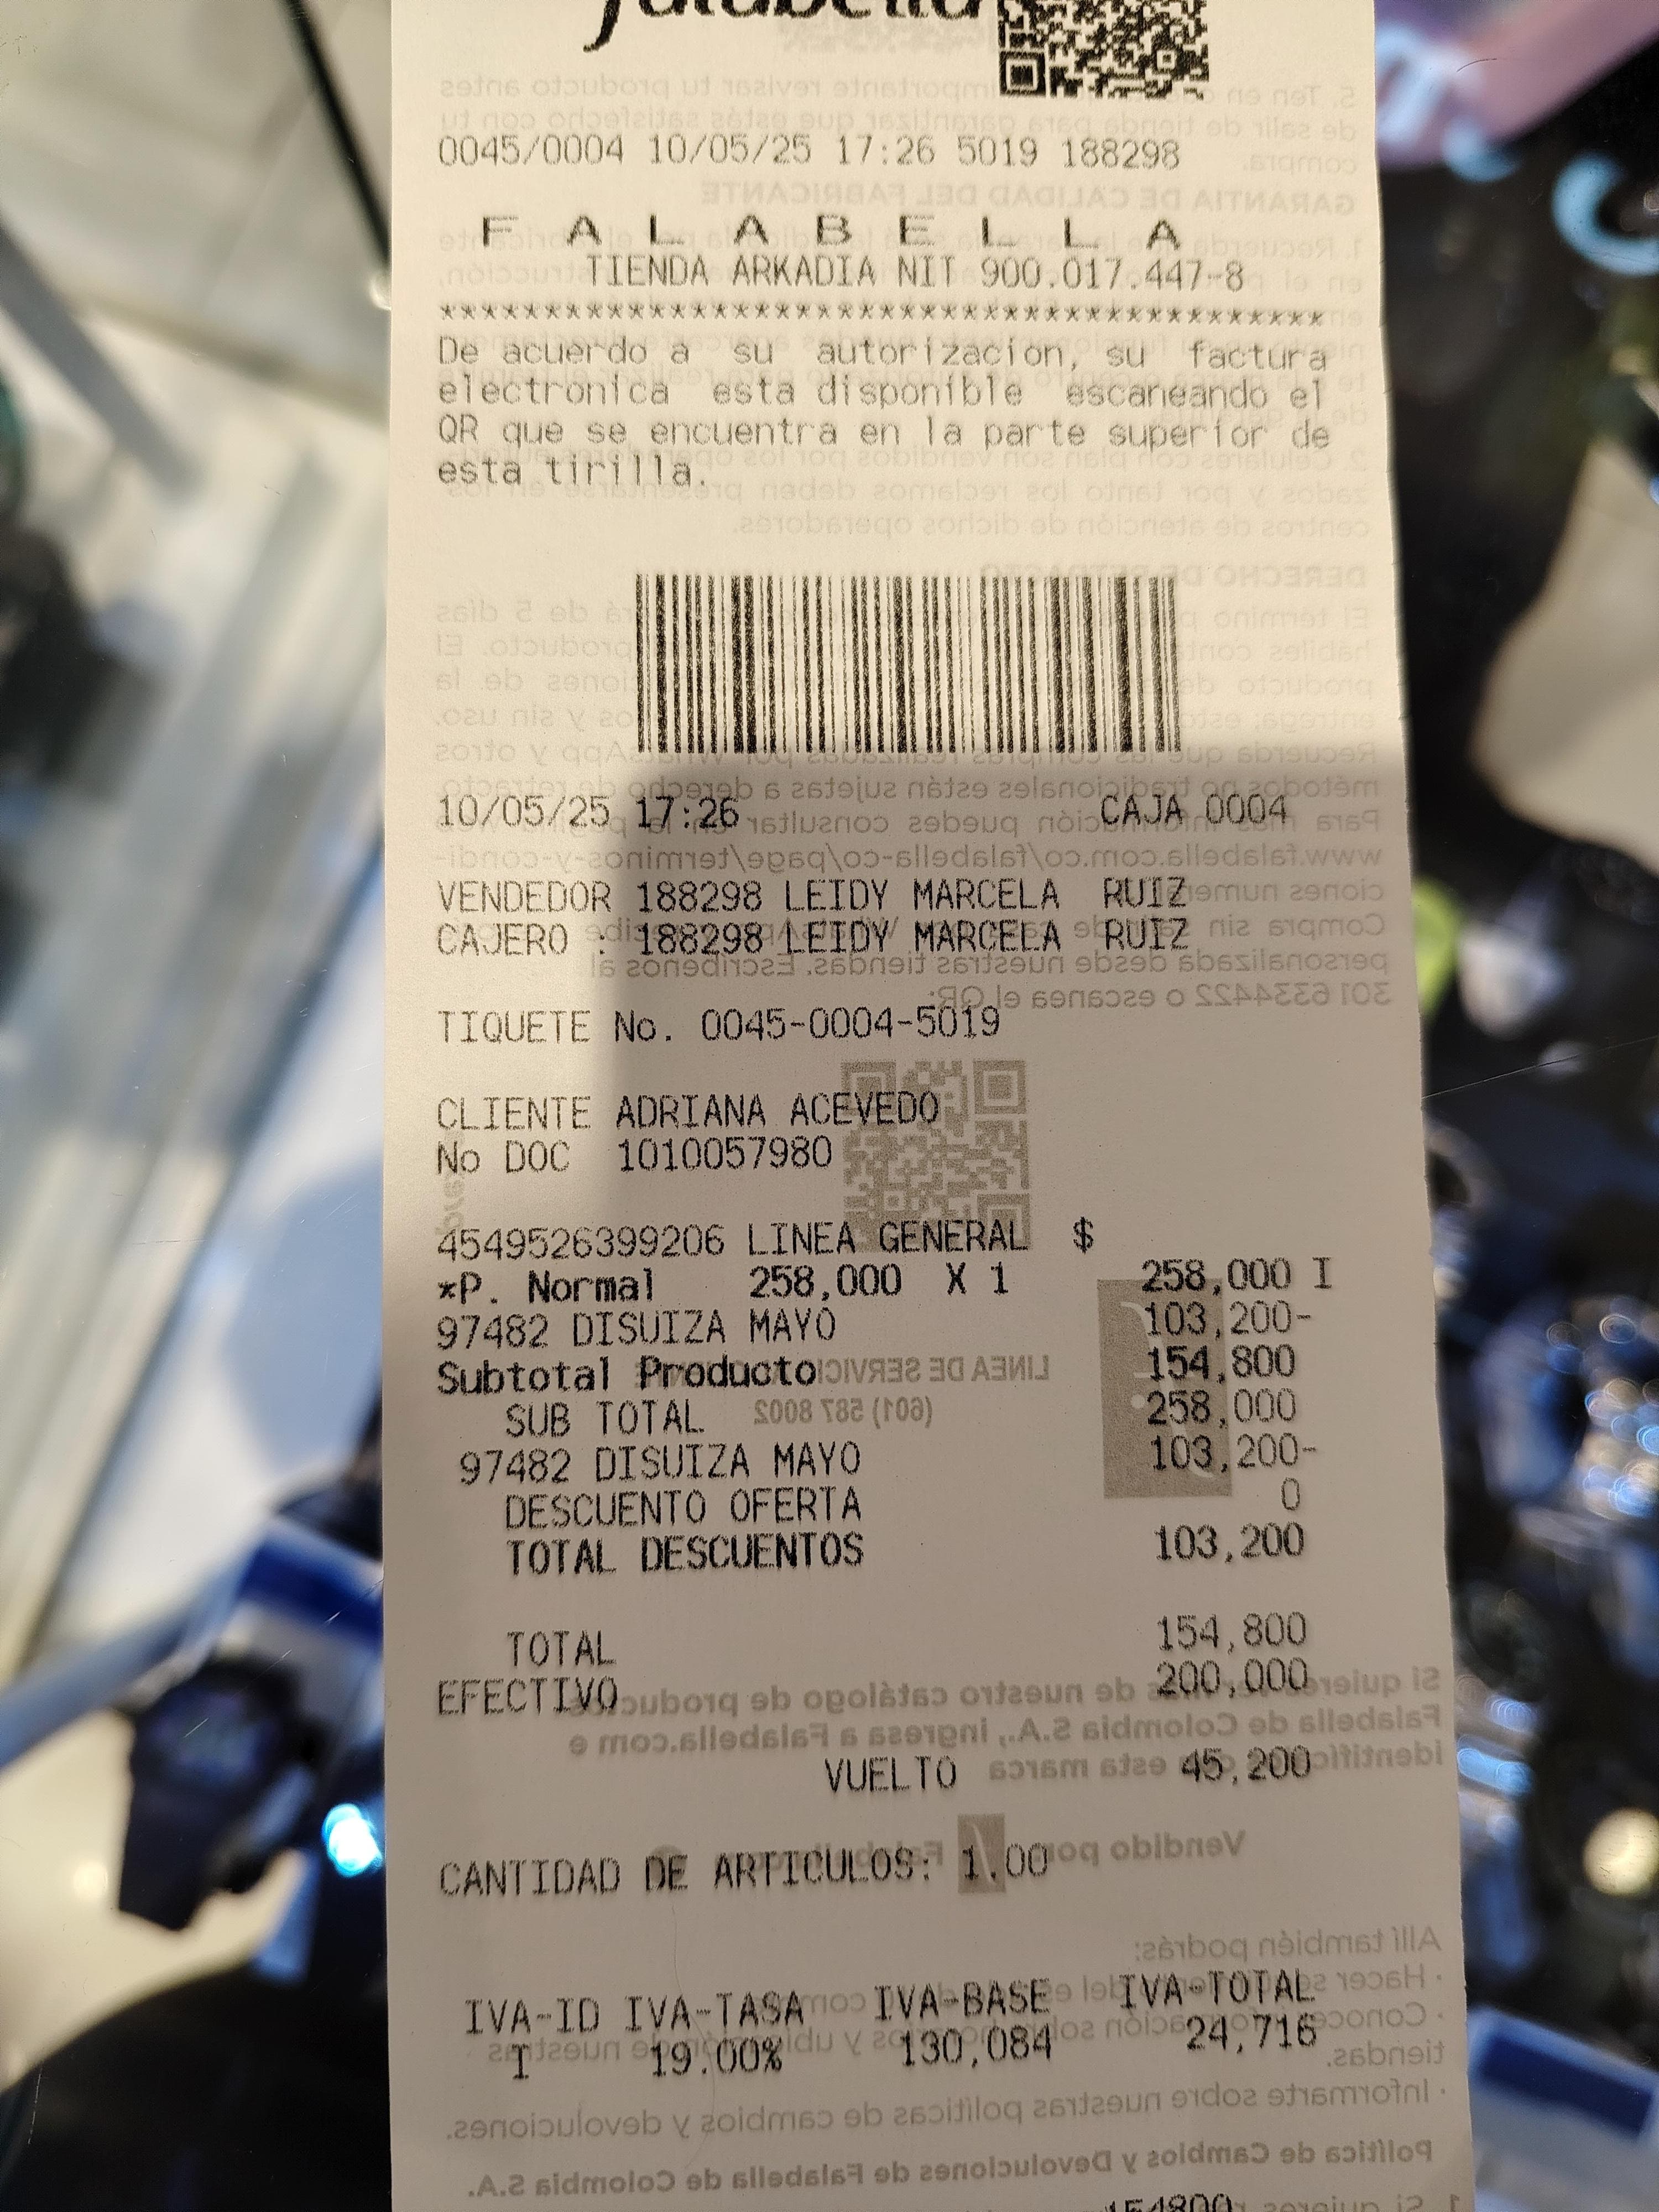 falabella
0045/0004 10/05/25 17:26 5019 188298
F A L A B E L L A
TIENDA ARKADIA NIT 900.017.447-8
******************************************
De acuerdo a su autorizacion, su factura
electronica esta disponible escaneando el
QR que se encuentra en la parte superior de
esta tirilla.
10/05/25 17:26 CAJA 0004
VENDEDOR 188298 LEIDY MARCELA RUIZ
CAJERO : 188298 LEIDY MARCELA RUIZ
TIQUETE No. 0045-0004-5019
CLIENTE ADRIANA ACEVEDO
No DOC 1010057980
4549526399206 LINEA GENERAL $
*P. Normal 258,000 X 1 258,000 I
97482 DISUIZA MAYO 103,200-
Subtotal Producto 154,800
SUB TOTAL 258,000
97482 DISUIZA MAYO 103,200-
DESCUENTO OFERTA 0
TOTAL DESCUENTOS 103,200
TOTAL 154,800
EFECTIVO 200,000
VUELTO 45,200
CANTIDAD DE ARTICULOS: 1.00
IVA-ID IVA-TASA IVA-BASE IVA-TOTAL
I 19.00% 130,084 24,716
154800